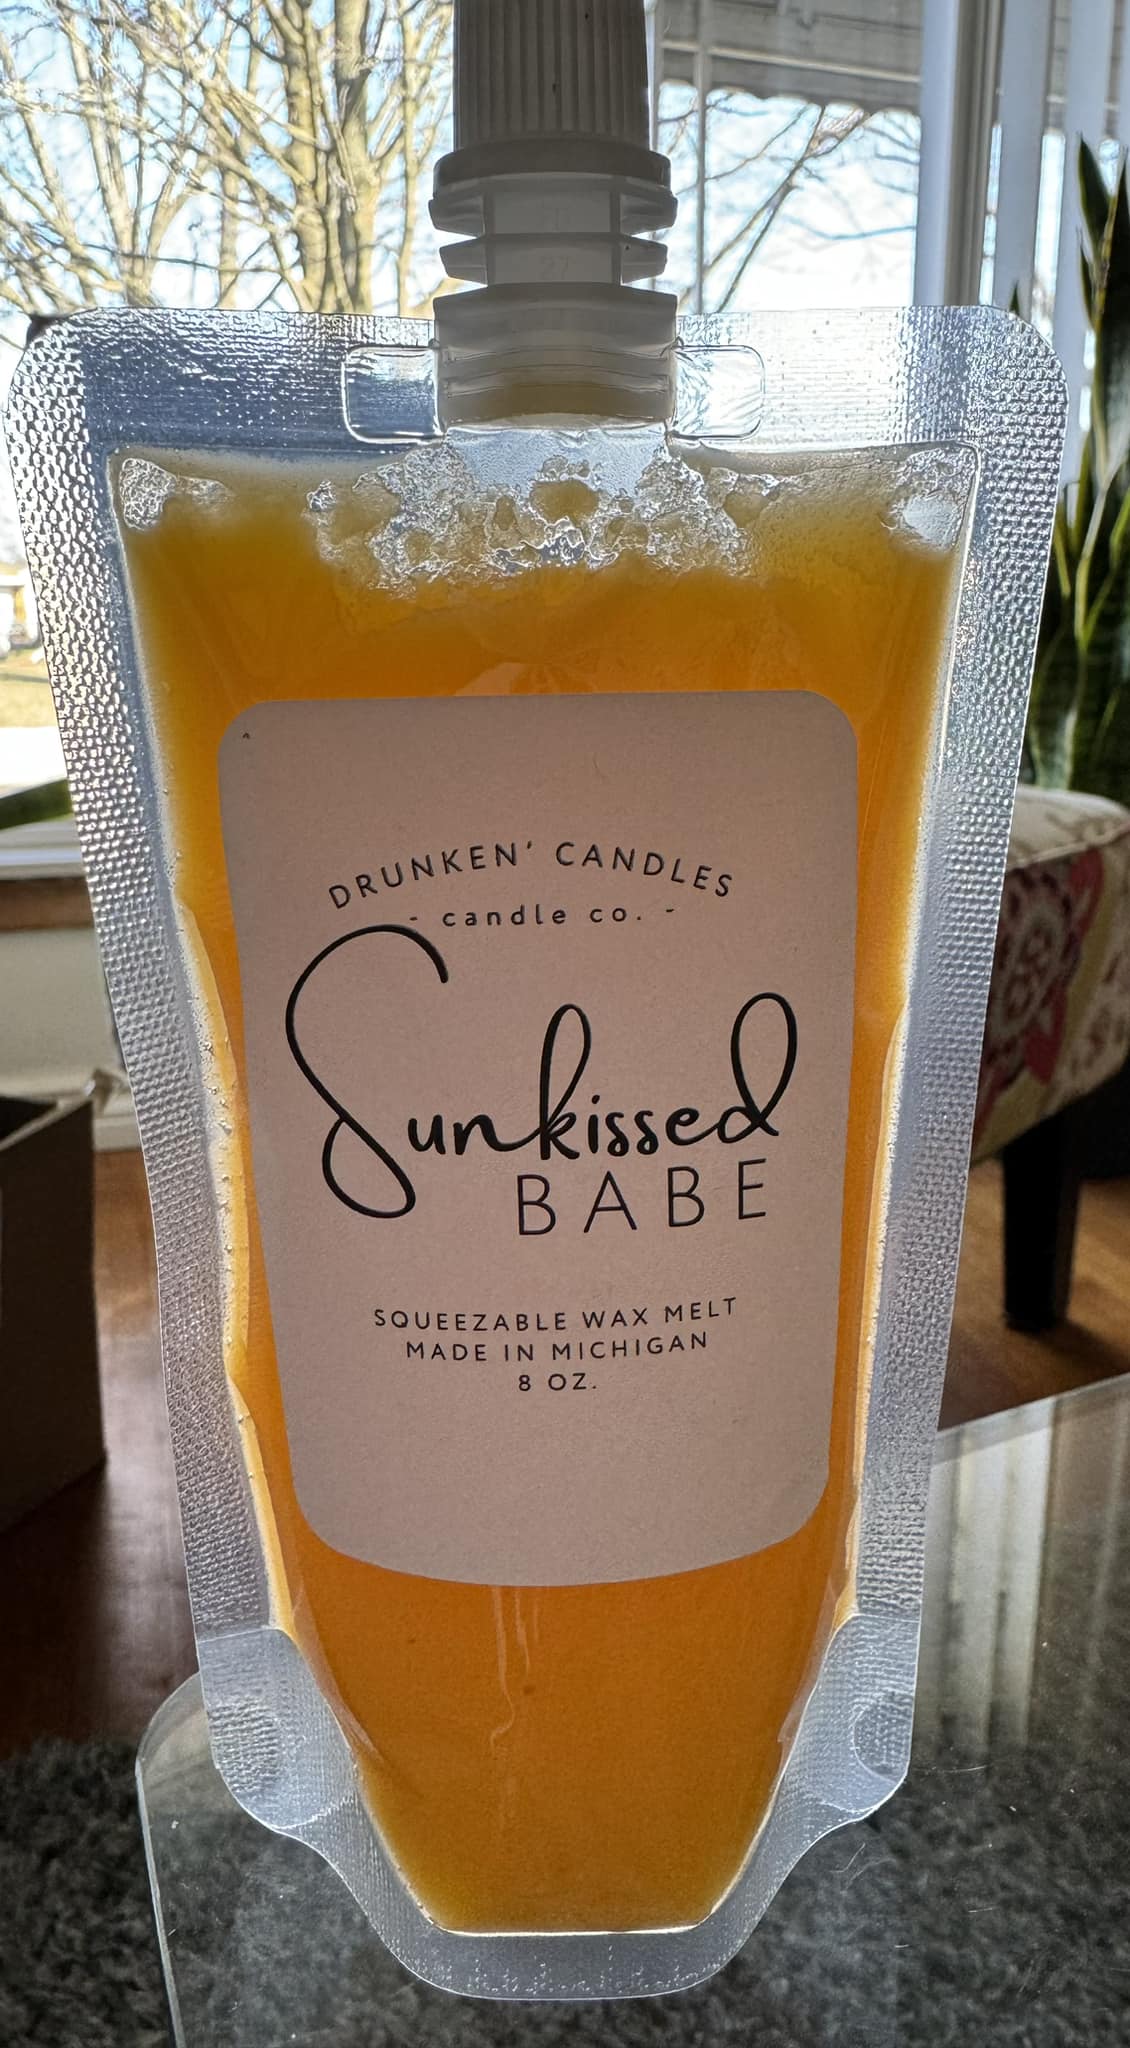 DRUNKEN' CANDLES
- candle co. -
Sunkissed
BABE
SQUEEZABLE WAX MELT
MADE IN MICHIGAN
8 OZ.